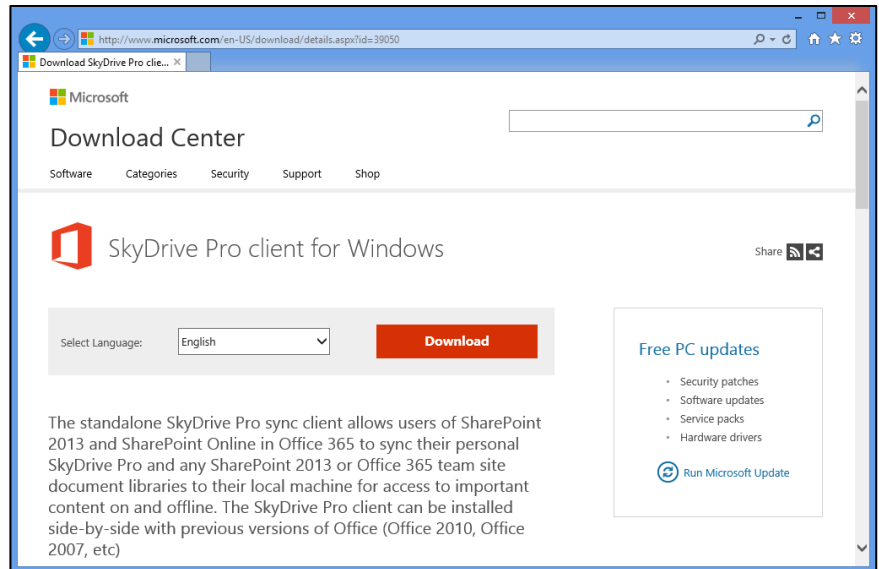 http://www.microsoft.com/en-US/download/details.aspx?id=39050
Download SkyDrive Pro clie...
Microsoft
Download Center
Software Categories Security Support Shop
SkyDrive Pro client for Windows
Share
Select Language: English Download
The standalone SkyDrive Pro sync client allows users of SharePoint
2013 and SharePoint Online in Office 365 to sync their personal
SkyDrive Pro and any SharePoint 2013 or Office 365 team site
document libraries to their local machine for access to important
content on and offline. The SkyDrive Pro client can be installed
side-by-side with previous versions of Office (Office 2010, Office
2007, etc)
Free PC updates
• Security patches
• Software updates
• Service packs
• Hardware drivers
Run Microsoft Update